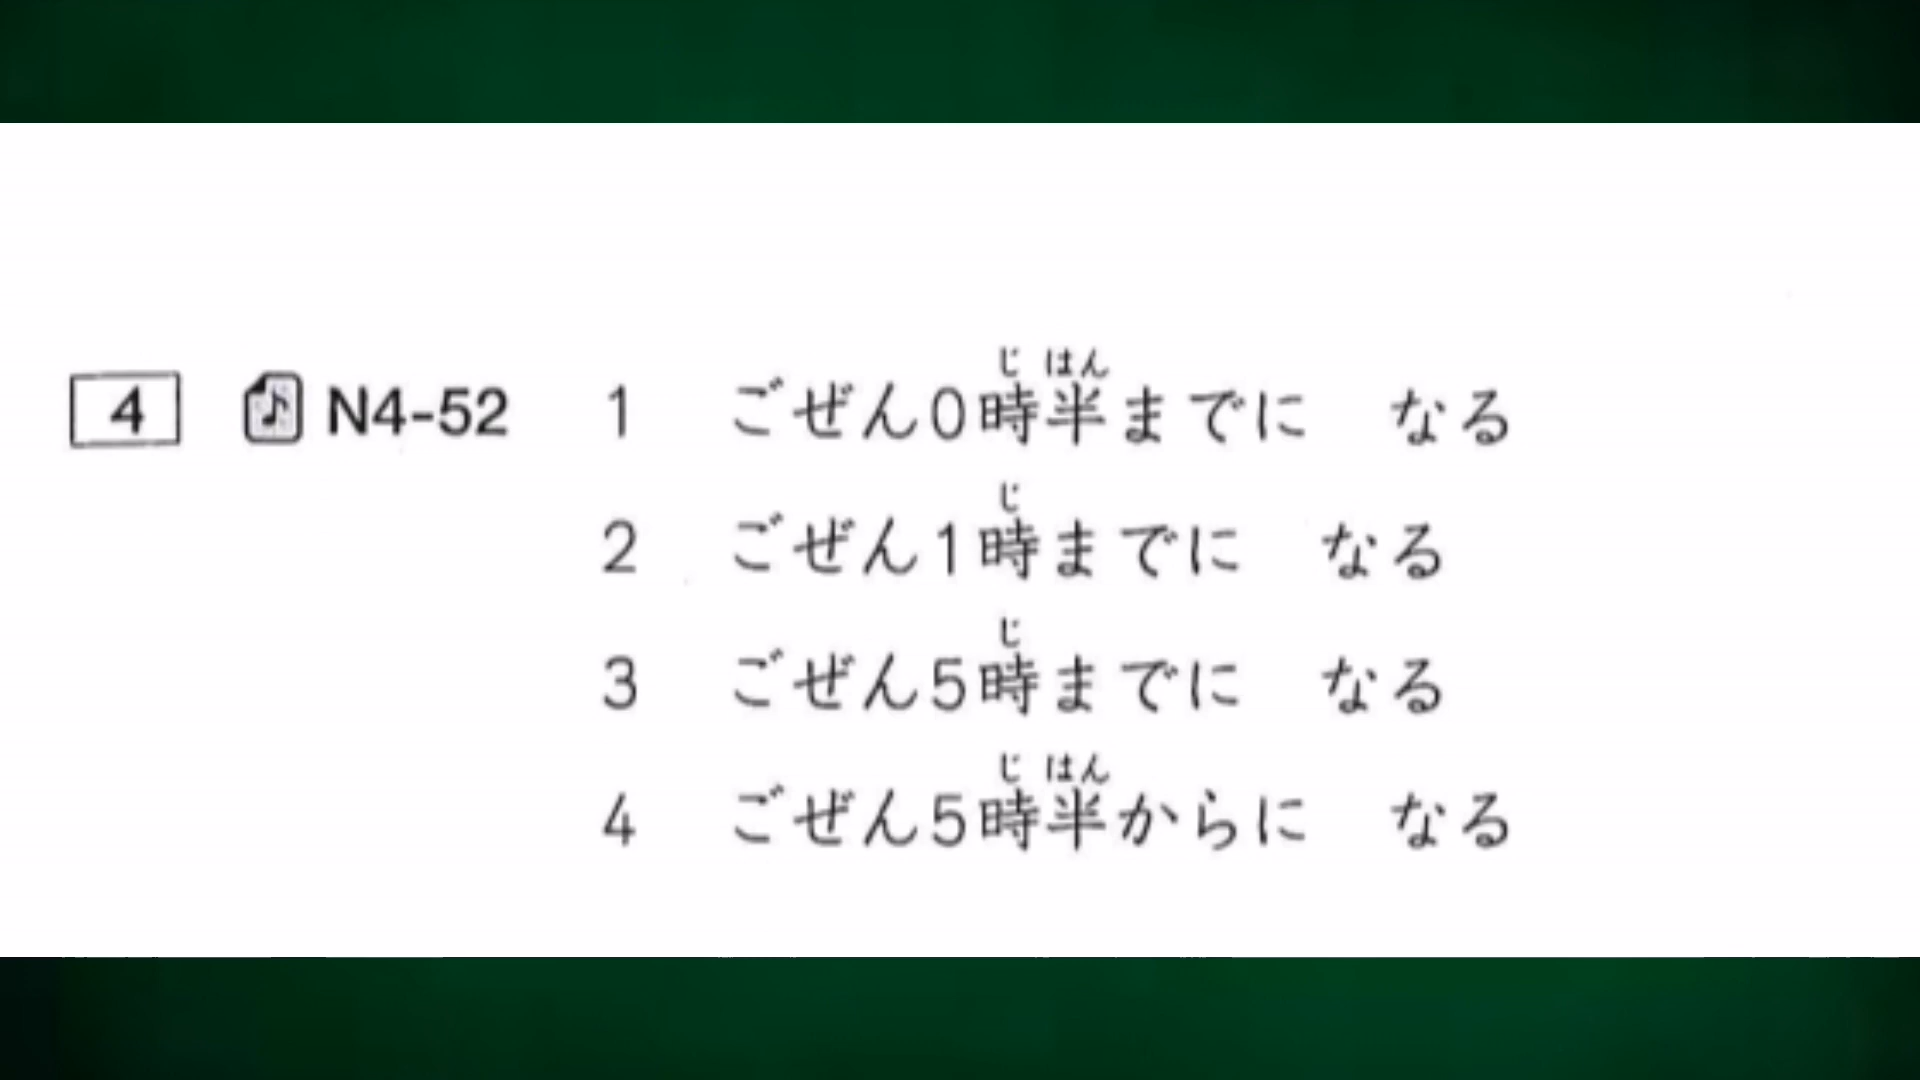 4 N4-52 1 ごぜん0時半までに なる
2 ごぜん1時までに なる
3 ごぜん5時までに なる
4 ごぜん5時半からに なる